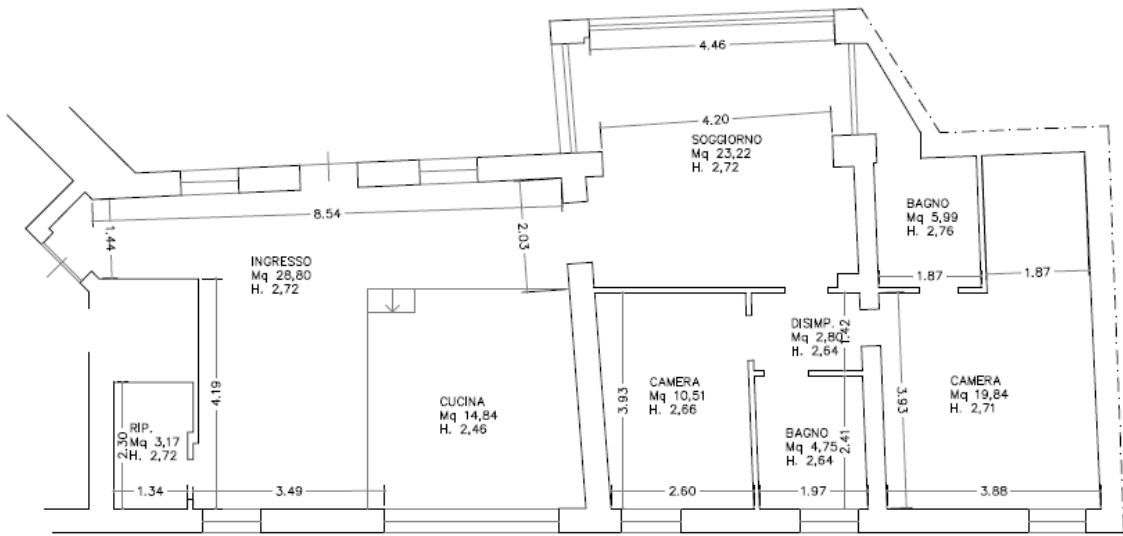 4.46
4.20
SOGGIORNO
Mq 23,22
H. 2,72
8.54
1.44
2.03
INGRESSO
Mq 28,80
H. 2,72
BAGNO
Mq 5,99
H. 2,76
1.87
1.87
DISIMP.
Mq 2,80
H. 2,64
1.42
4.19
3.93
3.93
CAMERA
Mq 10,51
H. 2,66
CAMERA
Mq 19,84
H. 2,71
CUCINA
Mq 14,84
H. 2,46
RIP.
Mq 3,17
H. 2,72
2.30
BAGNO
Mq 4,75
H. 2,64
2.41
1.34
3.49
2.60
1.97
3.88